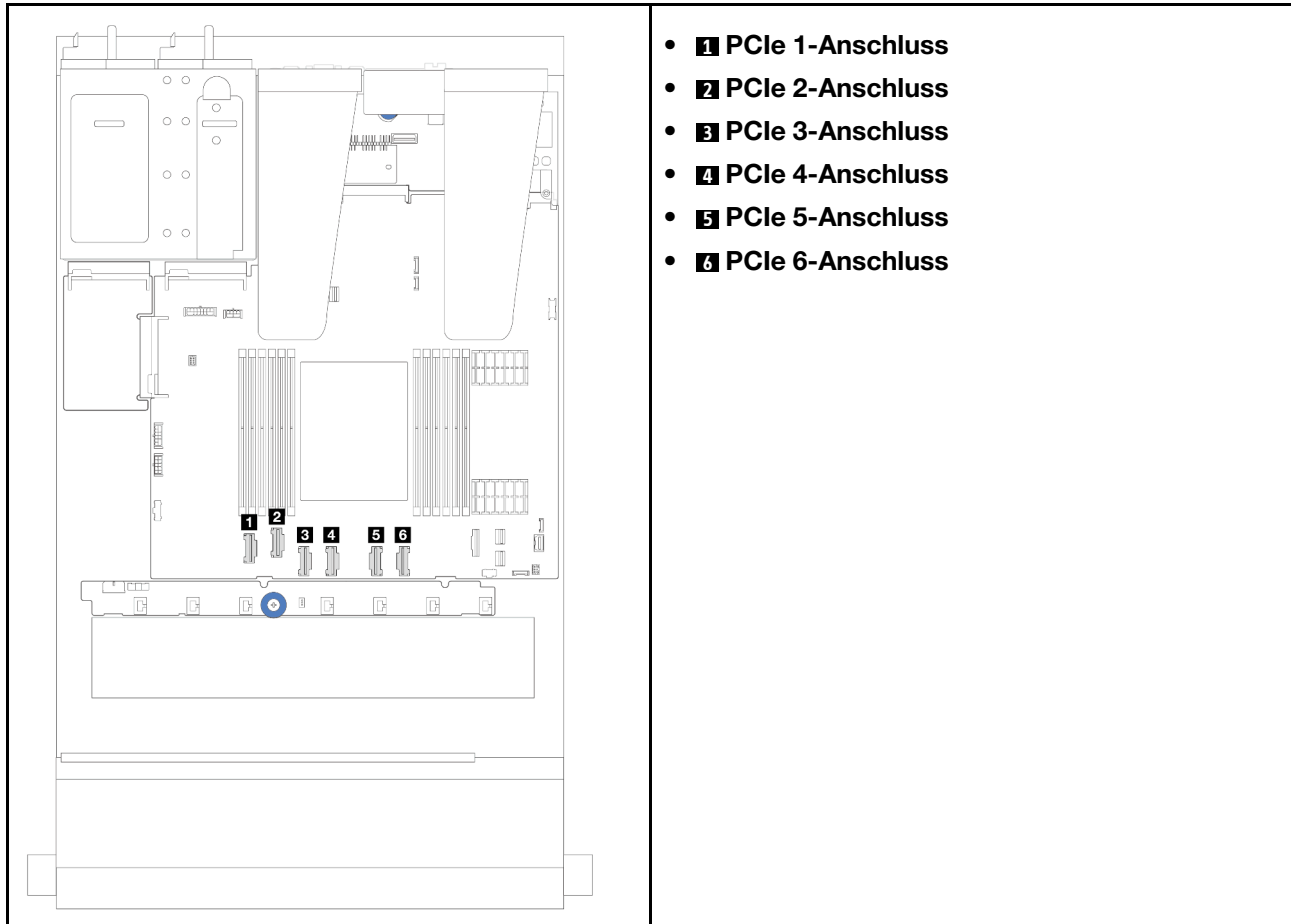 1 2 3 4 5 6
• 1 PCIe 1-Anschluss
• 2 PCIe 2-Anschluss
• 3 PCIe 3-Anschluss
• 4 PCIe 4-Anschluss
• 5 PCIe 5-Anschluss
• 6 PCIe 6-Anschluss